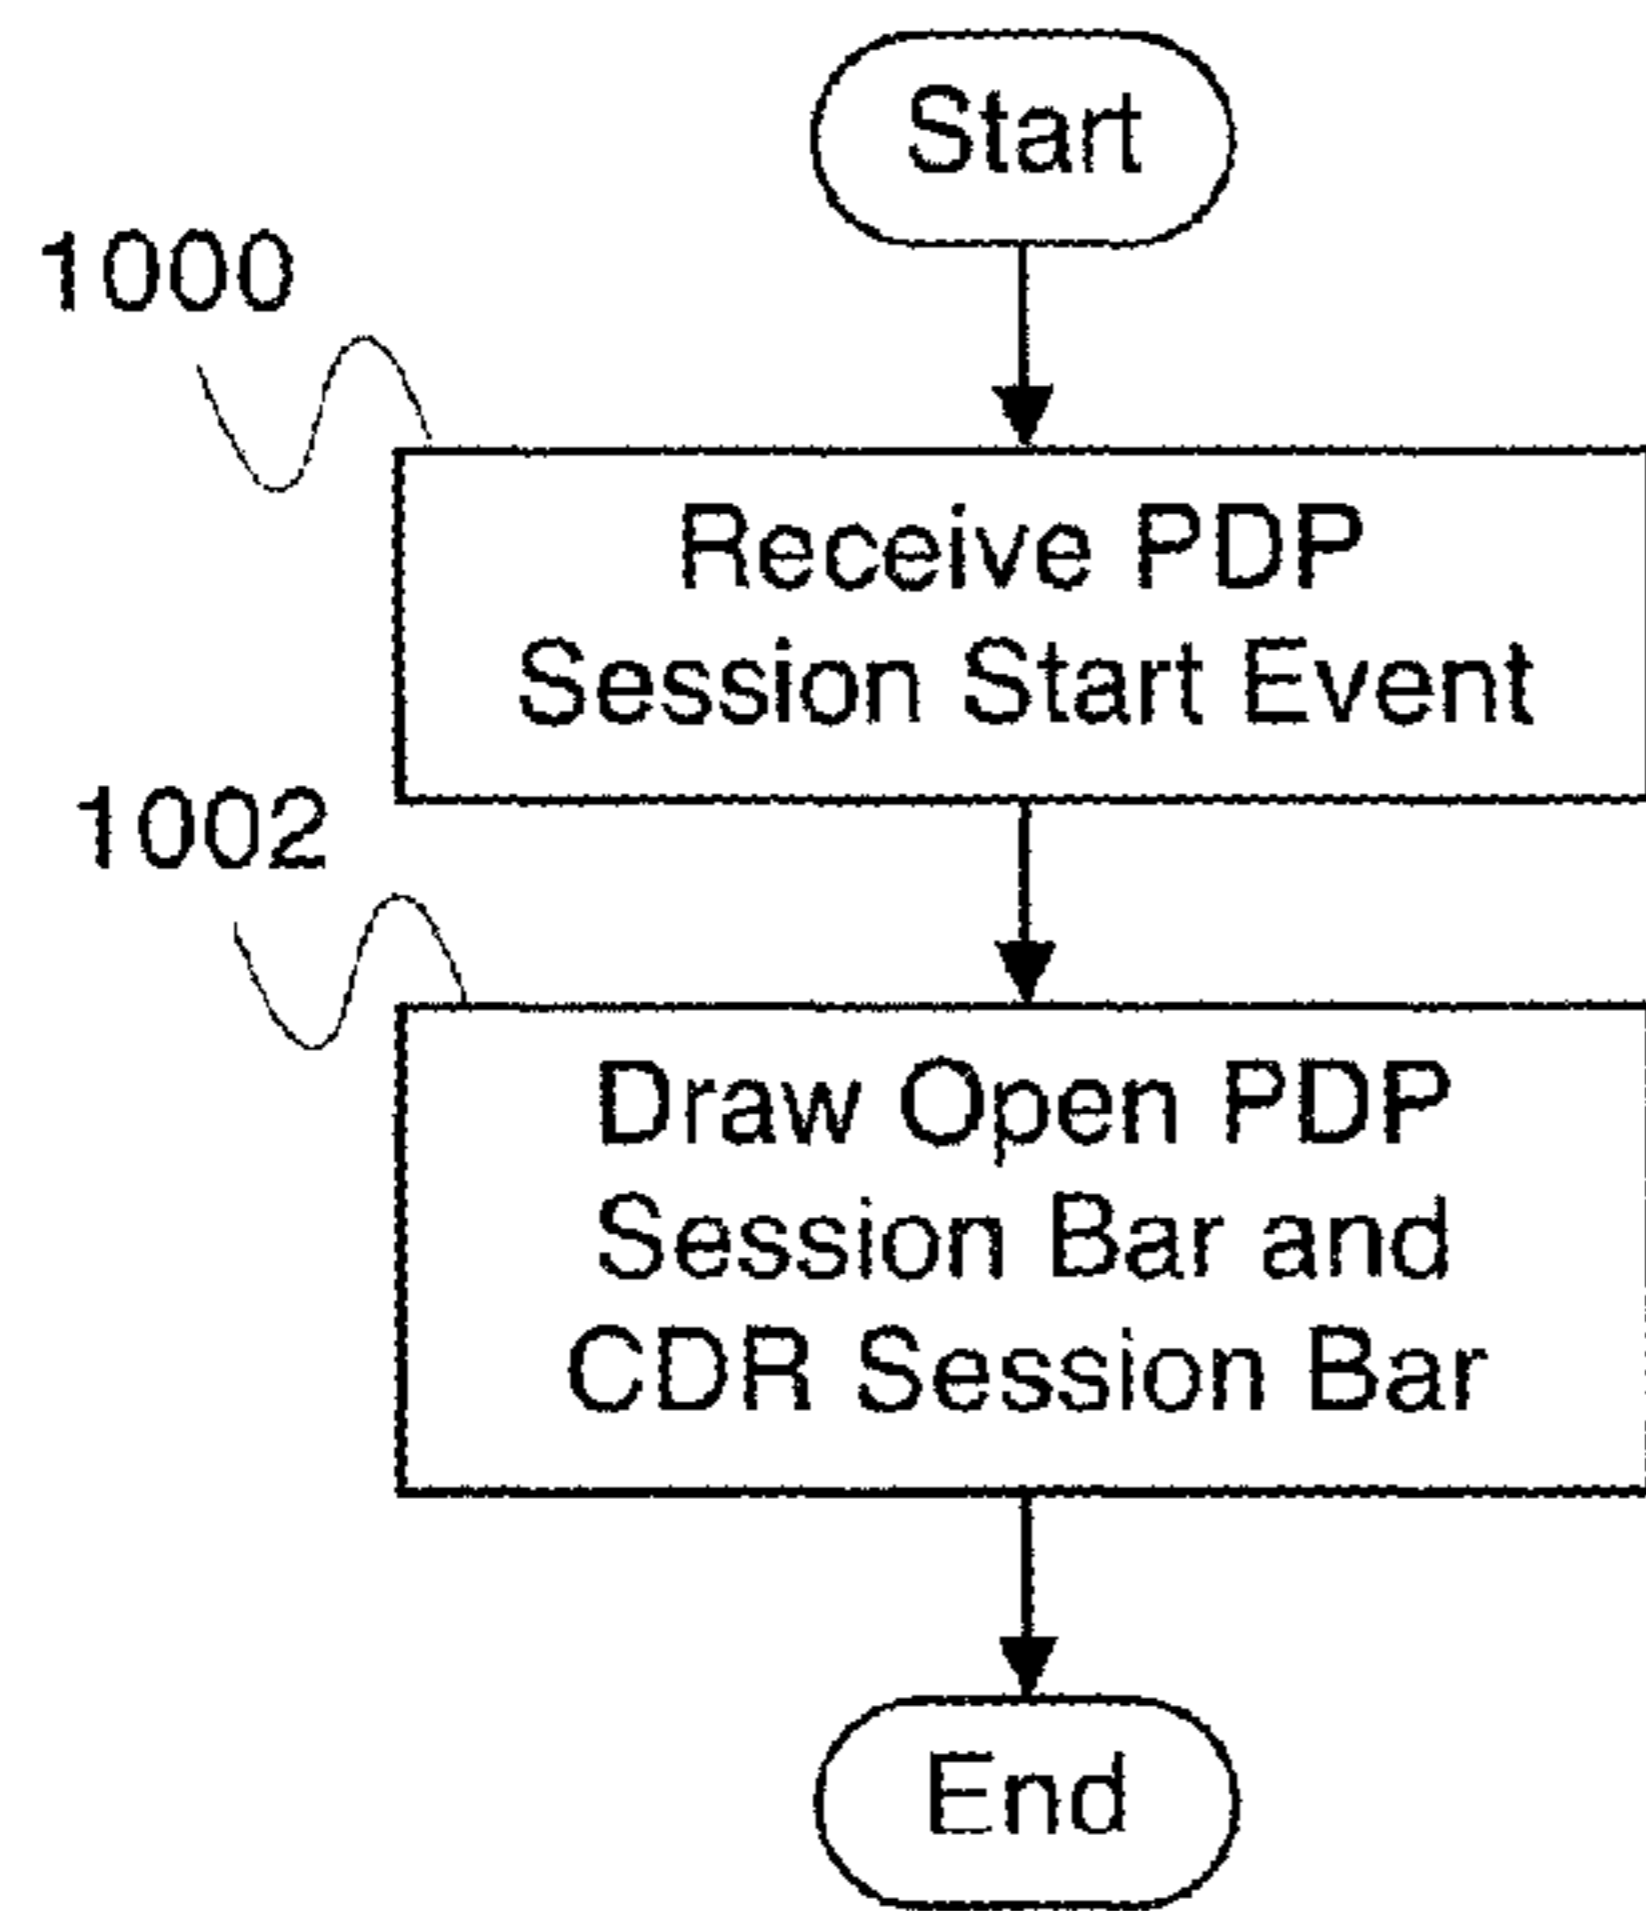 Start
1000
Receive PDP
Session Start Event
1002
Draw Open PDP
Session Bar and
CDR Session Bar
End